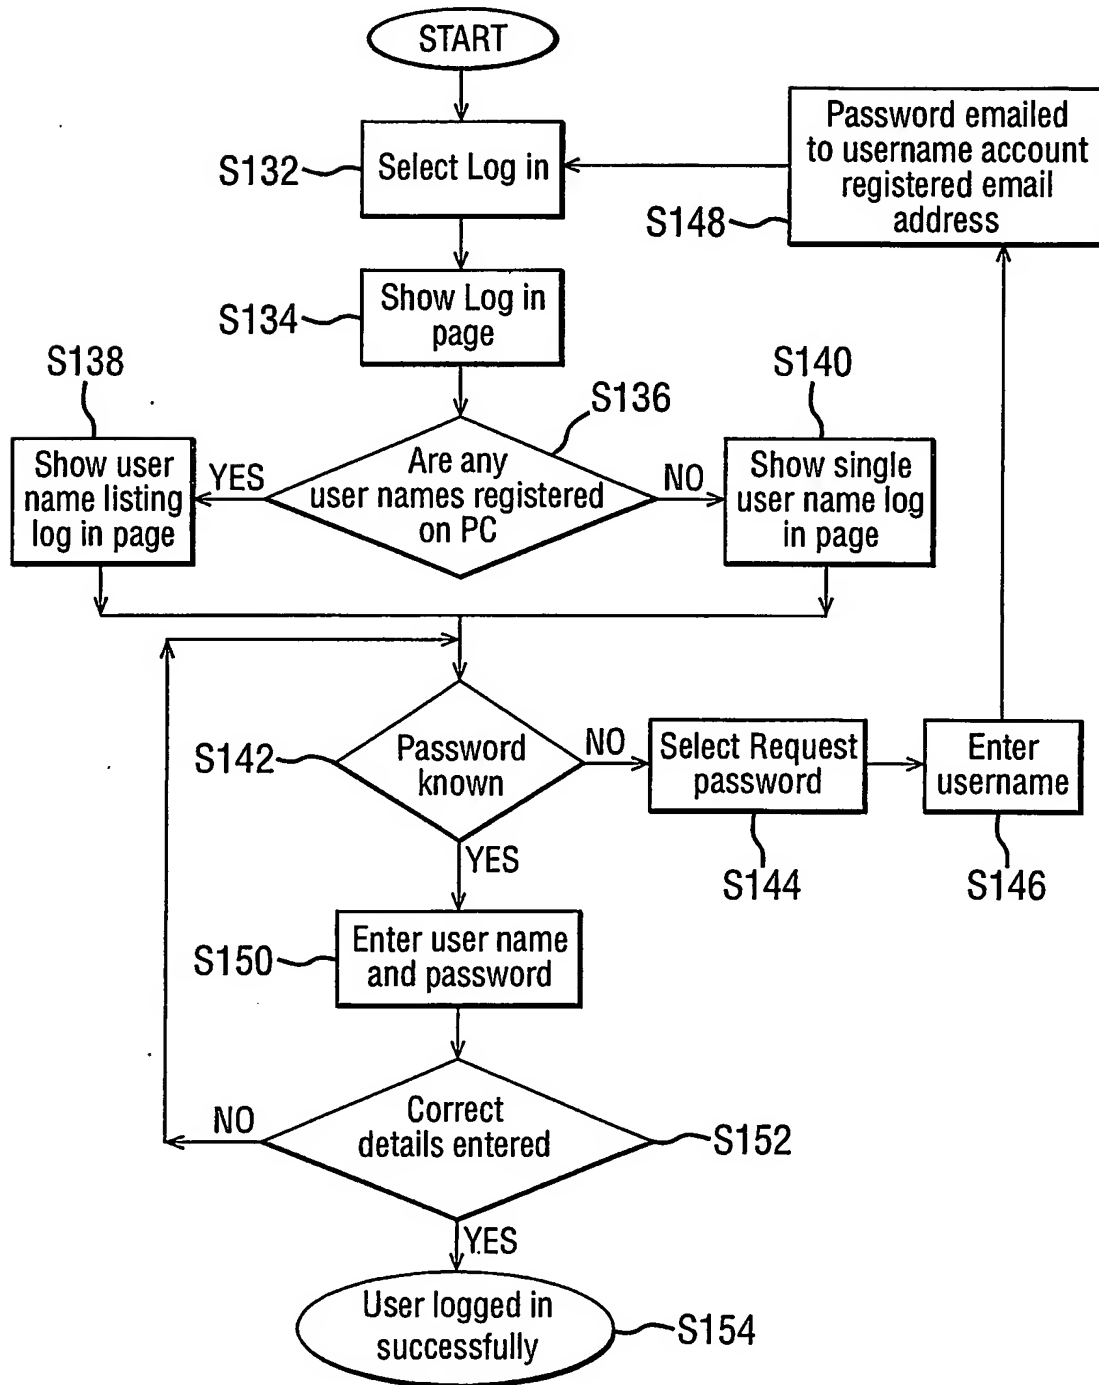 START
S132
Select Log in
Password emailed
to username account
registered email
address
S148
S134
Show Log in
page
S138
S136
S140
Show user
name listing
log in page
YES
Are any
user names registered
on PC
NO
Show single
user name log
in page
S142
Password
known
NO
Select Request
password
Enter
username
S144
S146
YES
S150
Enter user name
and password
NO
Correct
details entered
S152
YES
User logged in
successfully
S154